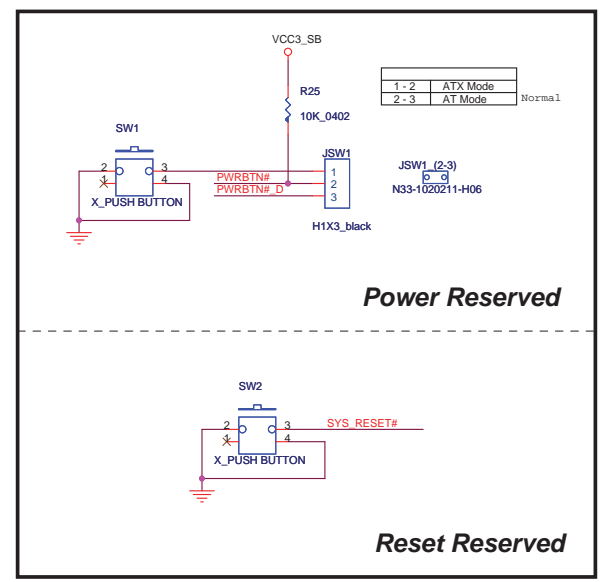 VCC3_SB
R25
10K_0402
1 - 2 ATX Mode
2 - 3 AT Mode Normal
SW1
2 3
1 4
X_PUSH BUTTON
PWRBTN#
PWRBTN#_D
JSW1
1
2
3
H1X3_black
JSW1_(2-3)
N33-1020211-H06
Power Reserved
SW2
2 3
1 4
X_PUSH BUTTON
SYS_RESET#
Reset Reserved